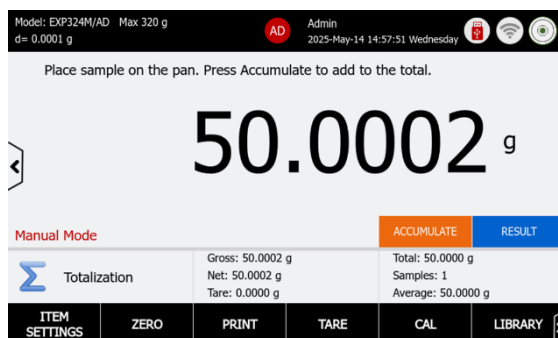 Model: EXP324M/AD Max 320 g
d= 0.0001 g
AD
Admin
2025-May-14 14:57:51 Wednesday
Place sample on the pan. Press Accumulate to add to the total.
50.0002 g
Manual Mode
ACCUMULATE
RESULT
Totalization
Gross: 50.0002 g
Net: 50.0002 g
Tare: 0.0000 g
Total: 50.0000 g
Samples: 1
Average: 50.0000 g
ITEM SETTINGS
ZERO
PRINT
TARE
CAL
LIBRARY